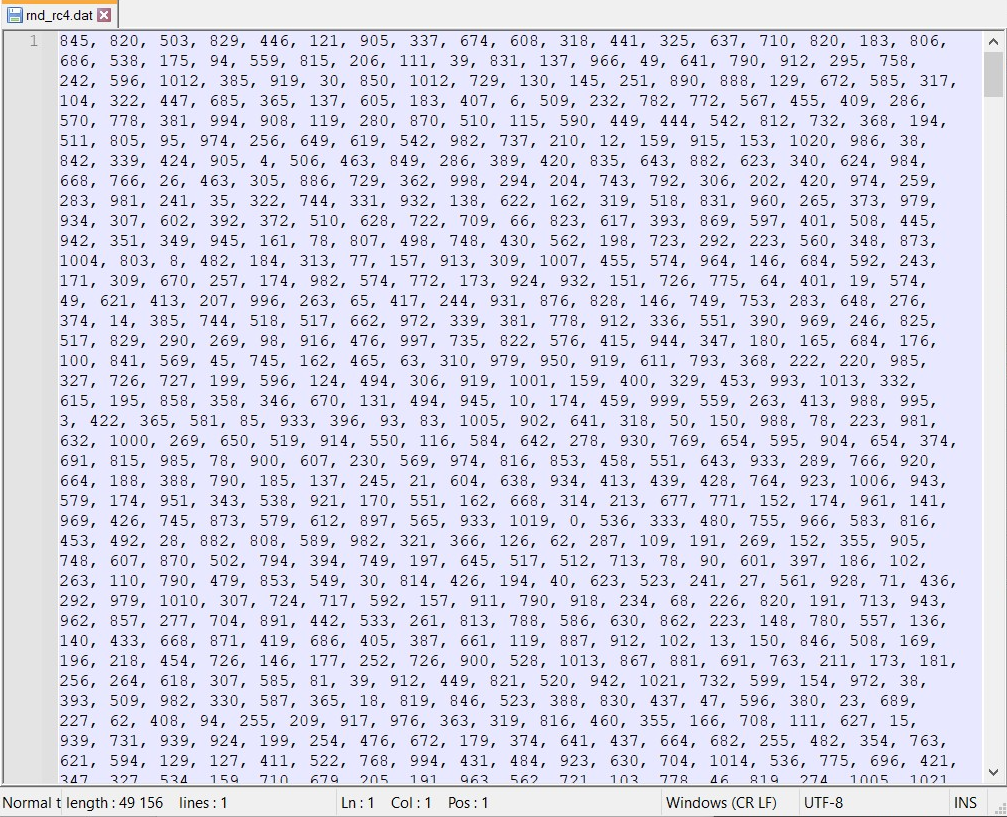 rnd_rc4.dat
1 845, 820, 503, 829, 446, 121, 905, 337, 674, 608, 318, 441, 325, 637, 710, 820, 183, 806,
686, 538, 175, 94, 559, 815, 206, 111, 39, 831, 137, 966, 49, 641, 790, 912, 295, 758,
242, 596, 1012, 385, 919, 30, 850, 1012, 729, 130, 145, 251, 890, 888, 129, 672, 585, 317,
104, 322, 447, 685, 365, 137, 605, 183, 407, 6, 509, 232, 782, 772, 567, 455, 409, 286,
570, 778, 381, 994, 908, 119, 280, 870, 510, 115, 590, 449, 444, 542, 812, 732, 368, 194,
511, 805, 95, 974, 256, 649, 619, 542, 982, 737, 210, 12, 159, 915, 153, 1020, 986, 38,
842, 339, 424, 905, 4, 506, 463, 849, 286, 389, 420, 835, 643, 882, 623, 340, 624, 984,
668, 766, 26, 463, 305, 886, 729, 362, 998, 294, 204, 743, 792, 306, 202, 420, 974, 259,
283, 981, 241, 35, 322, 744, 331, 932, 138, 622, 162, 319, 518, 831, 960, 265, 373, 979,
934, 307, 602, 392, 372, 510, 628, 722, 709, 66, 823, 617, 393, 869, 597, 401, 508, 445,
942, 351, 349, 945, 161, 78, 807, 498, 748, 430, 562, 198, 723, 292, 223, 560, 348, 873,
1004, 803, 8, 482, 184, 313, 77, 157, 913, 309, 1007, 455, 574, 964, 146, 684, 592, 243,
171, 309, 670, 257, 174, 982, 574, 772, 173, 924, 932, 151, 726, 775, 64, 401, 19, 574,
49, 621, 413, 207, 996, 263, 65, 417, 244, 931, 876, 828, 146, 749, 753, 283, 648, 276,
374, 14, 385, 744, 518, 517, 662, 972, 339, 381, 778, 912, 336, 551, 390, 969, 246, 825,
517, 829, 290, 269, 98, 916, 476, 997, 735, 822, 576, 415, 944, 347, 180, 165, 684, 176,
100, 841, 569, 45, 745, 162, 465, 63, 310, 979, 950, 919, 611, 793, 368, 222, 220, 985,
327, 726, 727, 199, 596, 124, 494, 306, 919, 1001, 159, 400, 329, 453, 993, 1013, 332,
615, 195, 858, 358, 346, 670, 131, 494, 945, 10, 174, 459, 999, 559, 263, 413, 988, 995,
3, 422, 365, 581, 85, 933, 396, 93, 83, 1005, 902, 641, 318, 50, 150, 988, 78, 223, 981,
632, 1000, 269, 650, 519, 914, 550, 116, 584, 642, 278, 930, 769, 654, 595, 904, 654, 374,
691, 815, 985, 78, 900, 607, 230, 569, 974, 816, 853, 458, 551, 643, 933, 289, 766, 920,
664, 188, 388, 790, 185, 137, 245, 21, 604, 638, 934, 413, 439, 428, 764, 923, 1006, 943,
579, 174, 951, 343, 538, 921, 170, 551, 162, 668, 314, 213, 677, 771, 152, 174, 961, 141,
969, 426, 745, 873, 579, 612, 897, 565, 933, 1019, 0, 536, 333, 480, 755, 966, 583, 816,
453, 492, 28, 882, 808, 589, 982, 321, 366, 126, 62, 287, 109, 191, 269, 152, 355, 905,
748, 607, 870, 502, 794, 394, 749, 197, 645, 517, 512, 713, 78, 90, 601, 397, 186, 102,
263, 110, 790, 479, 853, 549, 30, 814, 426, 194, 40, 623, 523, 241, 27, 561, 928, 71, 436,
292, 979, 1010, 307, 724, 717, 592, 157, 911, 790, 918, 234, 68, 226, 820, 191, 713, 943,
962, 857, 277, 704, 891, 442, 533, 261, 813, 788, 586, 630, 862, 223, 148, 780, 557, 136,
140, 433, 668, 871, 419, 686, 405, 387, 661, 119, 887, 912, 102, 13, 150, 846, 508, 169,
196, 218, 454, 726, 146, 177, 252, 726, 900, 528, 1013, 867, 881, 691, 763, 211, 173, 181,
256, 264, 618, 307, 585, 81, 39, 912, 449, 821, 520, 942, 1021, 732, 599, 154, 972, 38,
393, 509, 982, 330, 587, 365, 18, 819, 846, 523, 388, 830, 437, 47, 596, 380, 23, 689,
227, 62, 408, 94, 255, 209, 917, 976, 363, 319, 816, 460, 355, 166, 708, 111, 627, 15,
939, 731, 939, 924, 199, 254, 476, 672, 179, 374, 641, 437, 664, 682, 255, 482, 354, 763,
621, 594, 129, 127, 411, 522, 768, 994, 431, 484, 923, 630, 704, 1014, 536, 775, 696, 421,
347, 327, 534, 159, 710, 679, 205, 191, 963, 562, 721, 103, 778, 46, 819, 274, 1005, 1021
Normal t length : 49 156 lines : 1 Ln : 1 Col : 1 Pos : 1 Windows (CR LF) UTF-8 INS